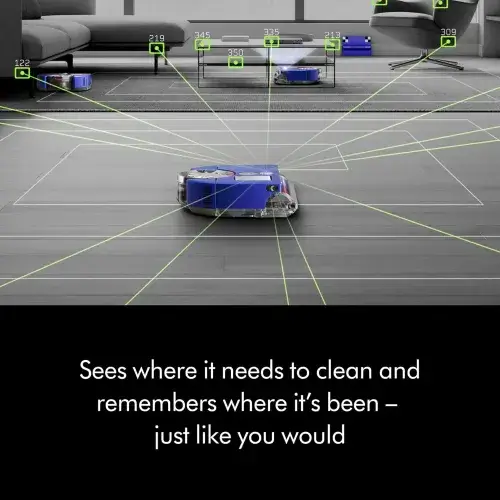 219
345
335
213
309
350
122
Sees where it needs to clean and
remembers where it's been –
just like you would